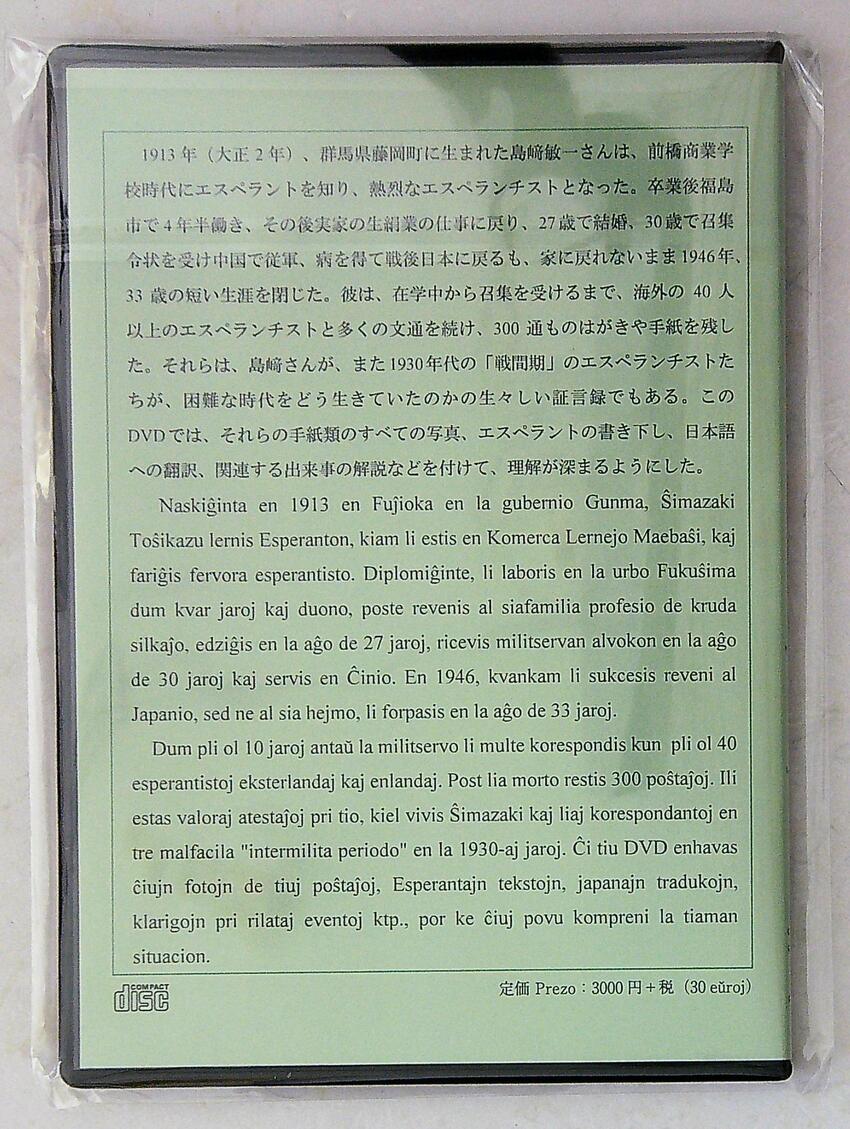 1913年（大正2年）、群馬県藤岡町に生まれた島﨑敏一さんは、前橋商業学
校時代にエスペラントを知り、熱烈なエスペランチストとなった。卒業後福島
市で4年半働き、その後実家の生絹業の仕事に戻り、27歳で結婚、30歳で召集
令状を受け中国で従軍、病を得て戦後日本に戻るも、家に戻れないまま1946年、
33歳の短い生涯を閉じた。彼は、在学中から召集を受けるまで、海外の40人
以上のエスペランチストと多くの文通を続け、300通ものはがきや手紙を残し
た。それらは、島﨑さんが、また1930年代の「戦間期」のエスペランチストた
ちが、困難な時代をどう生きていたのかの生々しい証言録でもある。この
DVDでは、それらの手紙類のすべての写真、エスペラントの書き下し、日本語
への翻訳、関連する出来事の解説などを付けて、理解が深まるようにした。
Naskiĝinta en 1913 en Fuĵioka en la gubernio Gunma, Ŝimazaki
Toŝikazu lernis Esperanton, kiam li estis en Komerca Lernejo Maebaŝi, kaj
fariĝis fervora esperantisto. Diplomiĝinte, li laboris en la urbo Fukuŝima
dum kvar jaroj kaj duono, poste revenis al siafamilia profesio de kruda
silkaĵo, edziĝis en la aĝo de 27 jaroj, ricevis militservan alvokon en la aĝo
de 30 jaroj kaj servis en Ĉinio. En 1946, kvankam li sukcesis reveni al
Japanio, sed ne al sia hejmo, li forpasis en la aĝo de 33 jaroj.
Dum pli ol 10 jaroj antaŭ la militservo li multe korespondis kun pli ol 40
esperantistoj eksterlandaj kaj enlandaj. Post lia morto restis 300 poŝtaĵoj. Ili
estas valoraj atestaĵoj pri tio, kiel vivis Ŝimazaki kaj liaj korespondantoj en
tre malfacila "intermilita periodo" en la 1930-aj jaroj. Ĉi tiu DVD enhavas
ĉiujn fotojn de tiuj poŝtaĵoj, Esperantajn tekstojn, japanajn tradukojn,
klarigojn pri rilataj eventoj ktp., por ke ĉiuj povu kompreni la tiaman
situacion.
COMPACT
disc
定価 Prezo：3000円＋税（30 eŭroj）